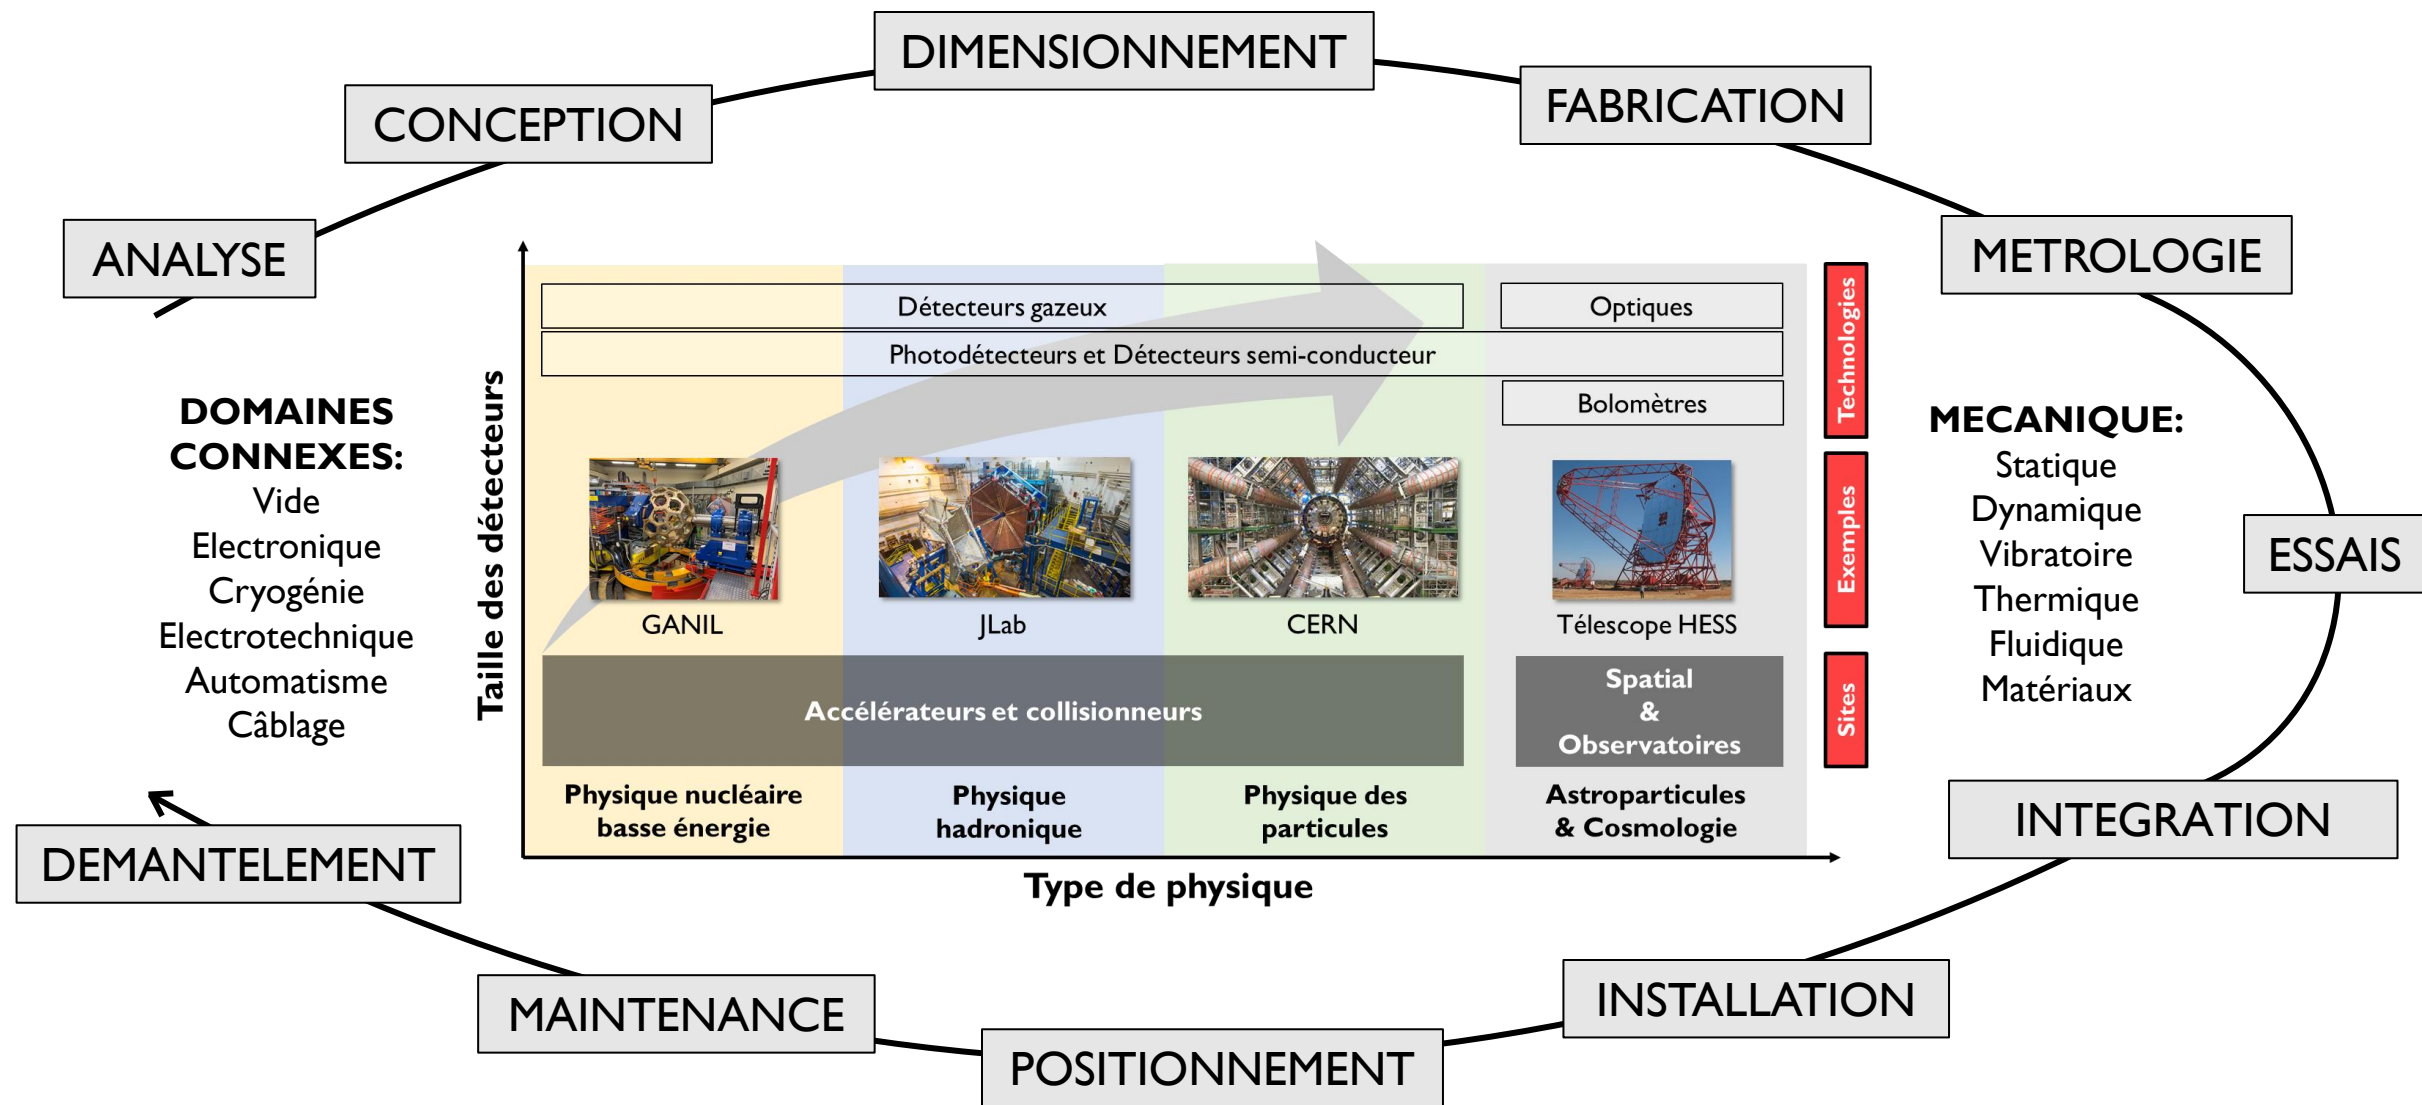 DIMENSIONNEMENT
CONCEPTION
FABRICATION
ANALYSE
METROLOGIE
DOMAINES
CONNEXES:
Vide
Electronique
Cryogénie
Electrotechnique
Automatisme
Câblage
Taille des détecteurs
Détecteurs gazeux
Optiques
Photodétecteurs et Détecteurs semi-conducteur
Bolomètres
Technologies
GANIL
JLab
CERN
Télescope HESS
Exemples
Accélérateurs et collisionneurs
Spatial
&
Observatoires
Sites
Physique nucléaire
basse énergie
Physique
hadronique
Physique des
particules
Astroparticules
& Cosmologie
Type de physique
MECANIQUE:
Statique
Dynamique
Vibratoire
Thermique
Fluidique
Matériaux
ESSAIS
INTEGRATION
DEMANTELEMENT
INSTALLATION
MAINTENANCE
POSITIONNEMENT